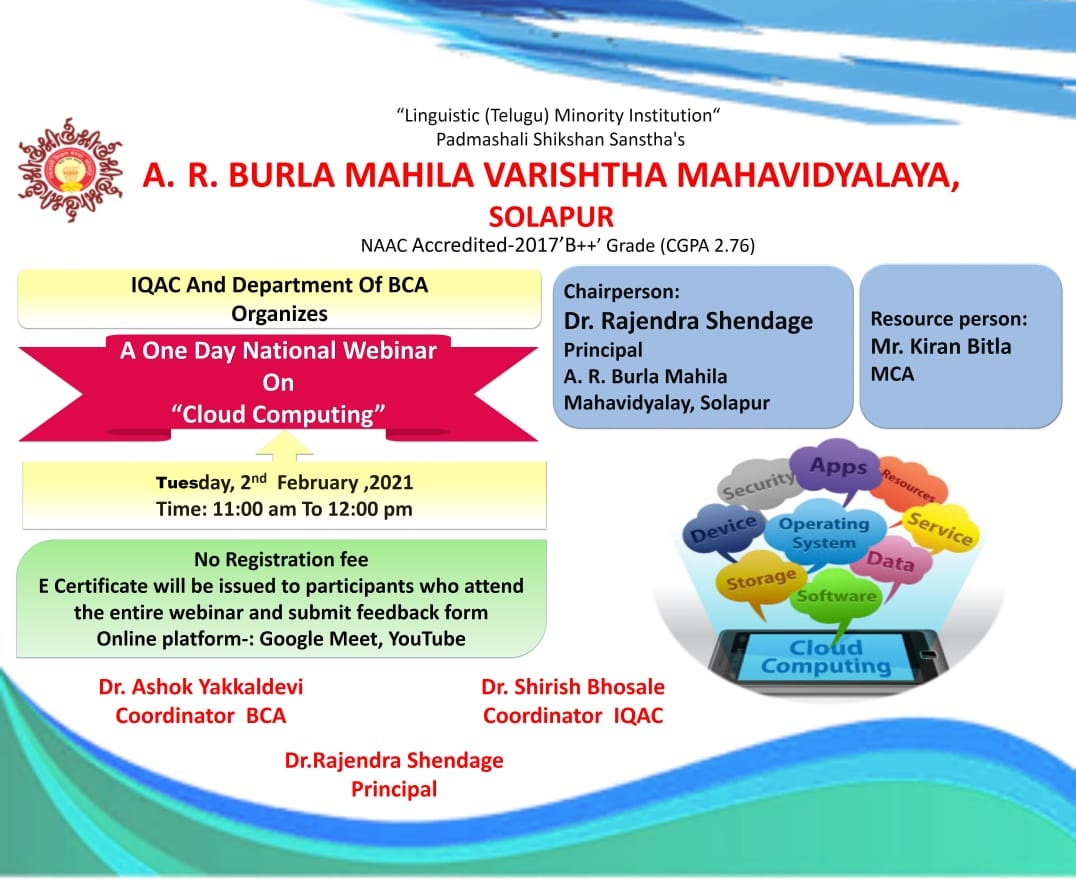 “Linguistic (Telugu) Minority Institution“
Padmashali Shikshan Sanstha's
A. R. BURLA MAHILA VARISHTHA MAHAVIDYALAYA,
SOLAPUR
NAAC Accredited-2017’B++’ Grade (CGPA 2.76)
IQAC And Department Of BCA
Organizes
A One Day National Webinar
On
“Cloud Computing”
Tuesday, 2nd February ,2021
Time: 11:00 am To 12:00 pm
No Registration fee
E Certificate will be issued to participants who attend
the entire webinar and submit feedback form
Online platform-: Google Meet, YouTube
Chairperson:
Dr. Rajendra Shendage
Principal
A. R. Burla Mahila
Mahavidyalay, Solapur
Resource person:
Mr. Kiran Bitla
MCA
Security
Apps
Resources
Device
Operating
System
Service
Storage
Data
Software
Cloud
Computing
Dr. Ashok Yakkaldevi
Coordinator BCA
Dr. Shirish Bhosale
Coordinator IQAC
Dr.Rajendra Shendage
Principal